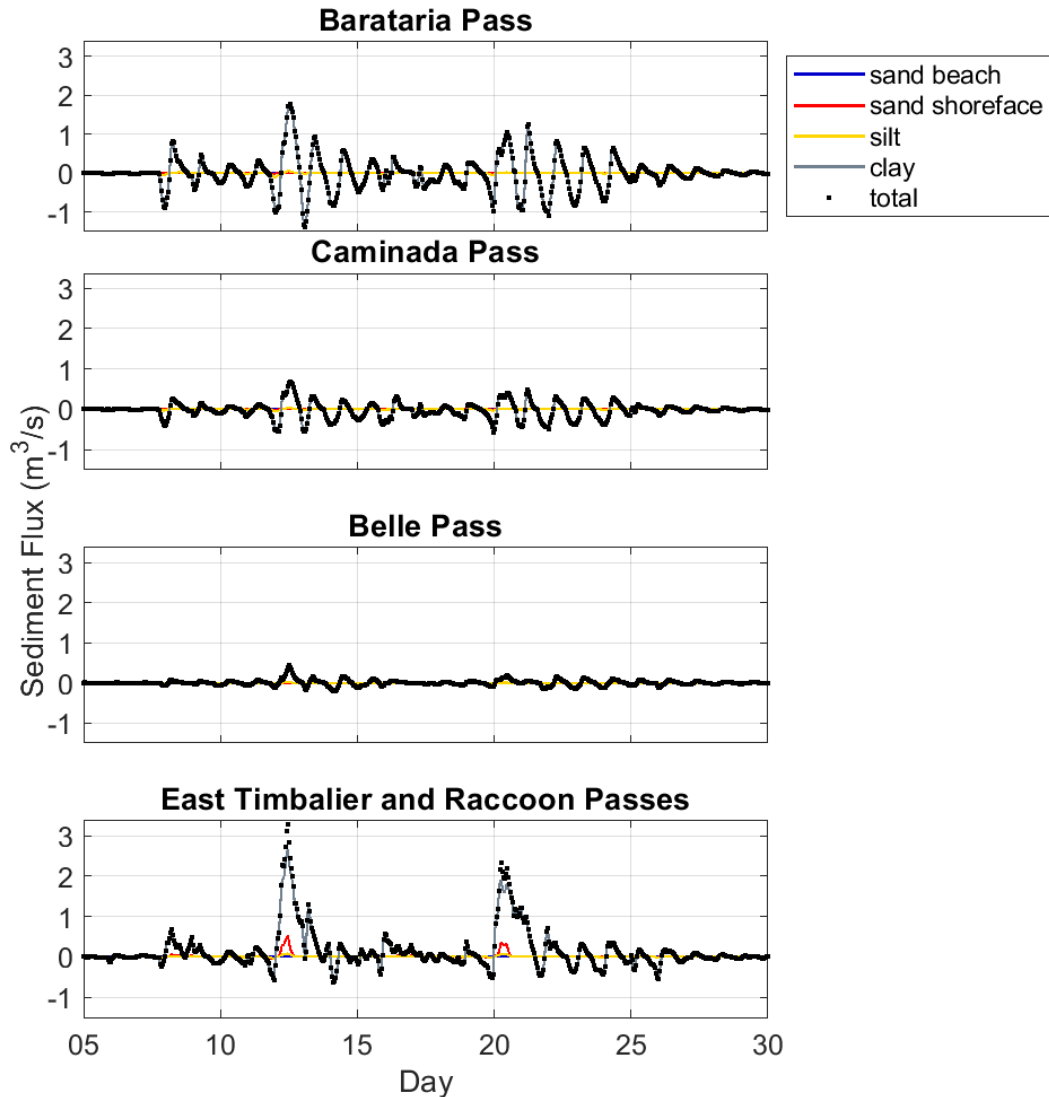 Barataria Pass
3
2
1
0
-1
sand beach
sand shoreface
silt
clay
total
Caminada Pass
3
2
1
0
-1
Sediment Flux (m³/s)
Belle Pass
3
2
1
0
-1
East Timbalier and Raccoon Passes
3
2
1
0
-1
05 10 15 20 25 30
Day